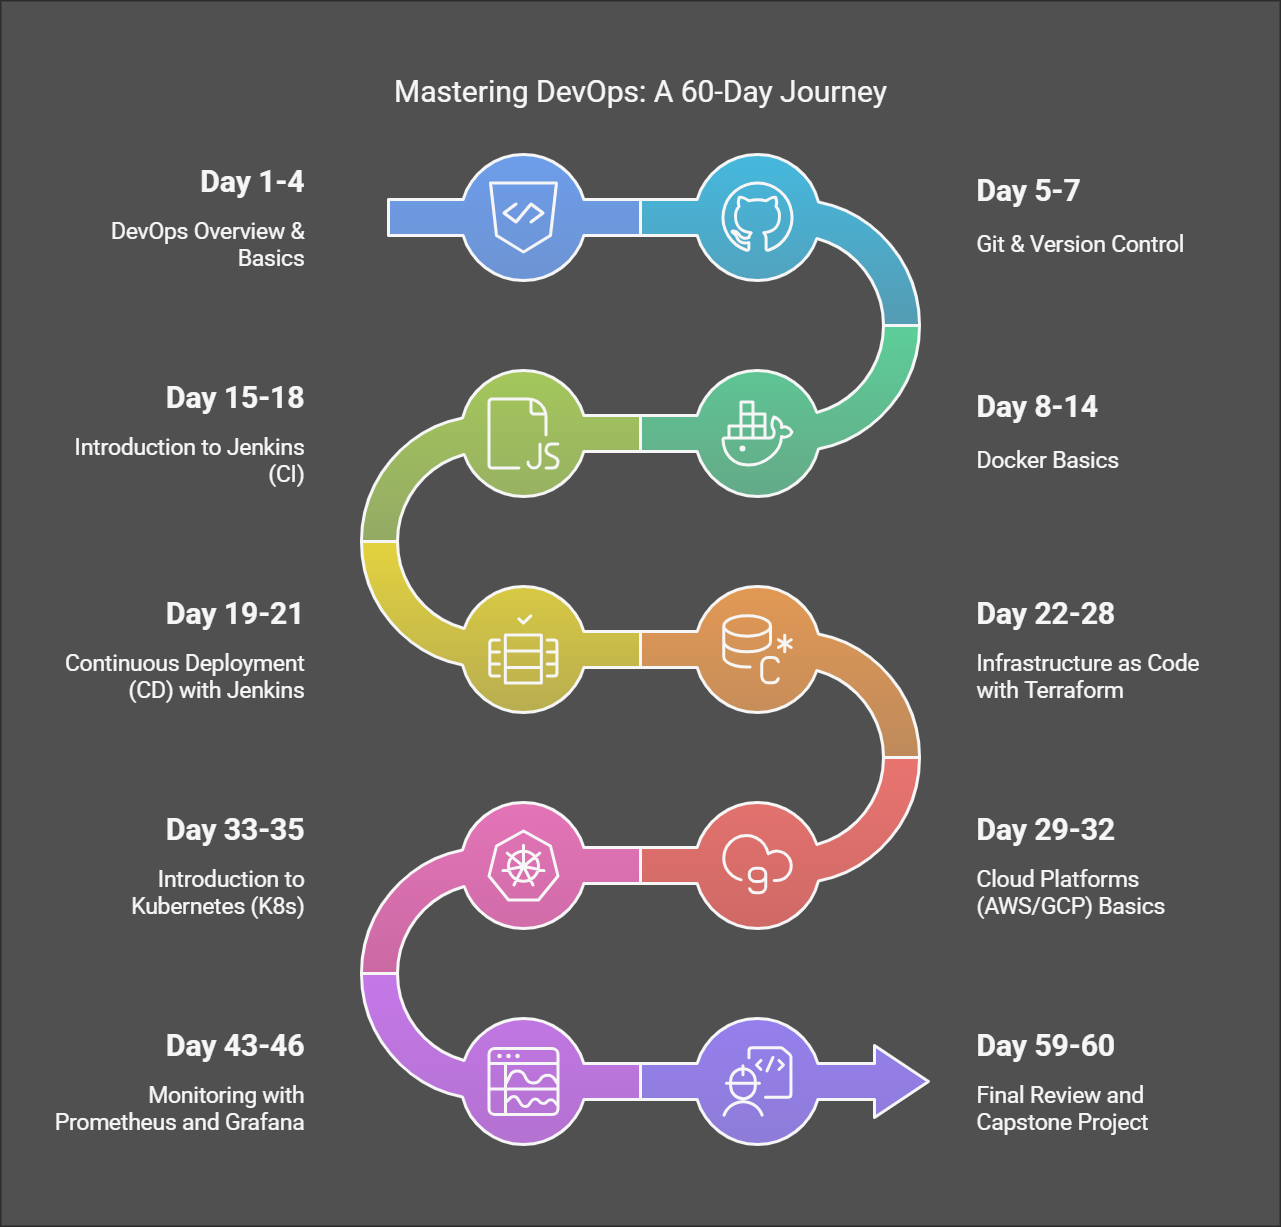 Mastering DevOps: A 60-Day Journey
Day 1-4
DevOps Overview &
Basics
Day 5-7
Git & Version Control
Day 15-18
Introduction to Jenkins
(CI)
JS
Day 8-14
Docker Basics
Day 19-21
Continuous Deployment
(CD) with Jenkins
C*
Day 22-28
Infrastructure as Code
with Terraform
Day 33-35
Introduction to
Kubernetes (K8s)
9
Day 29-32
Cloud Platforms
(AWS/GCP) Basics
Day 43-46
Monitoring with
Prometheus and Grafana
Day 59-60
Final Review and
Capstone Project